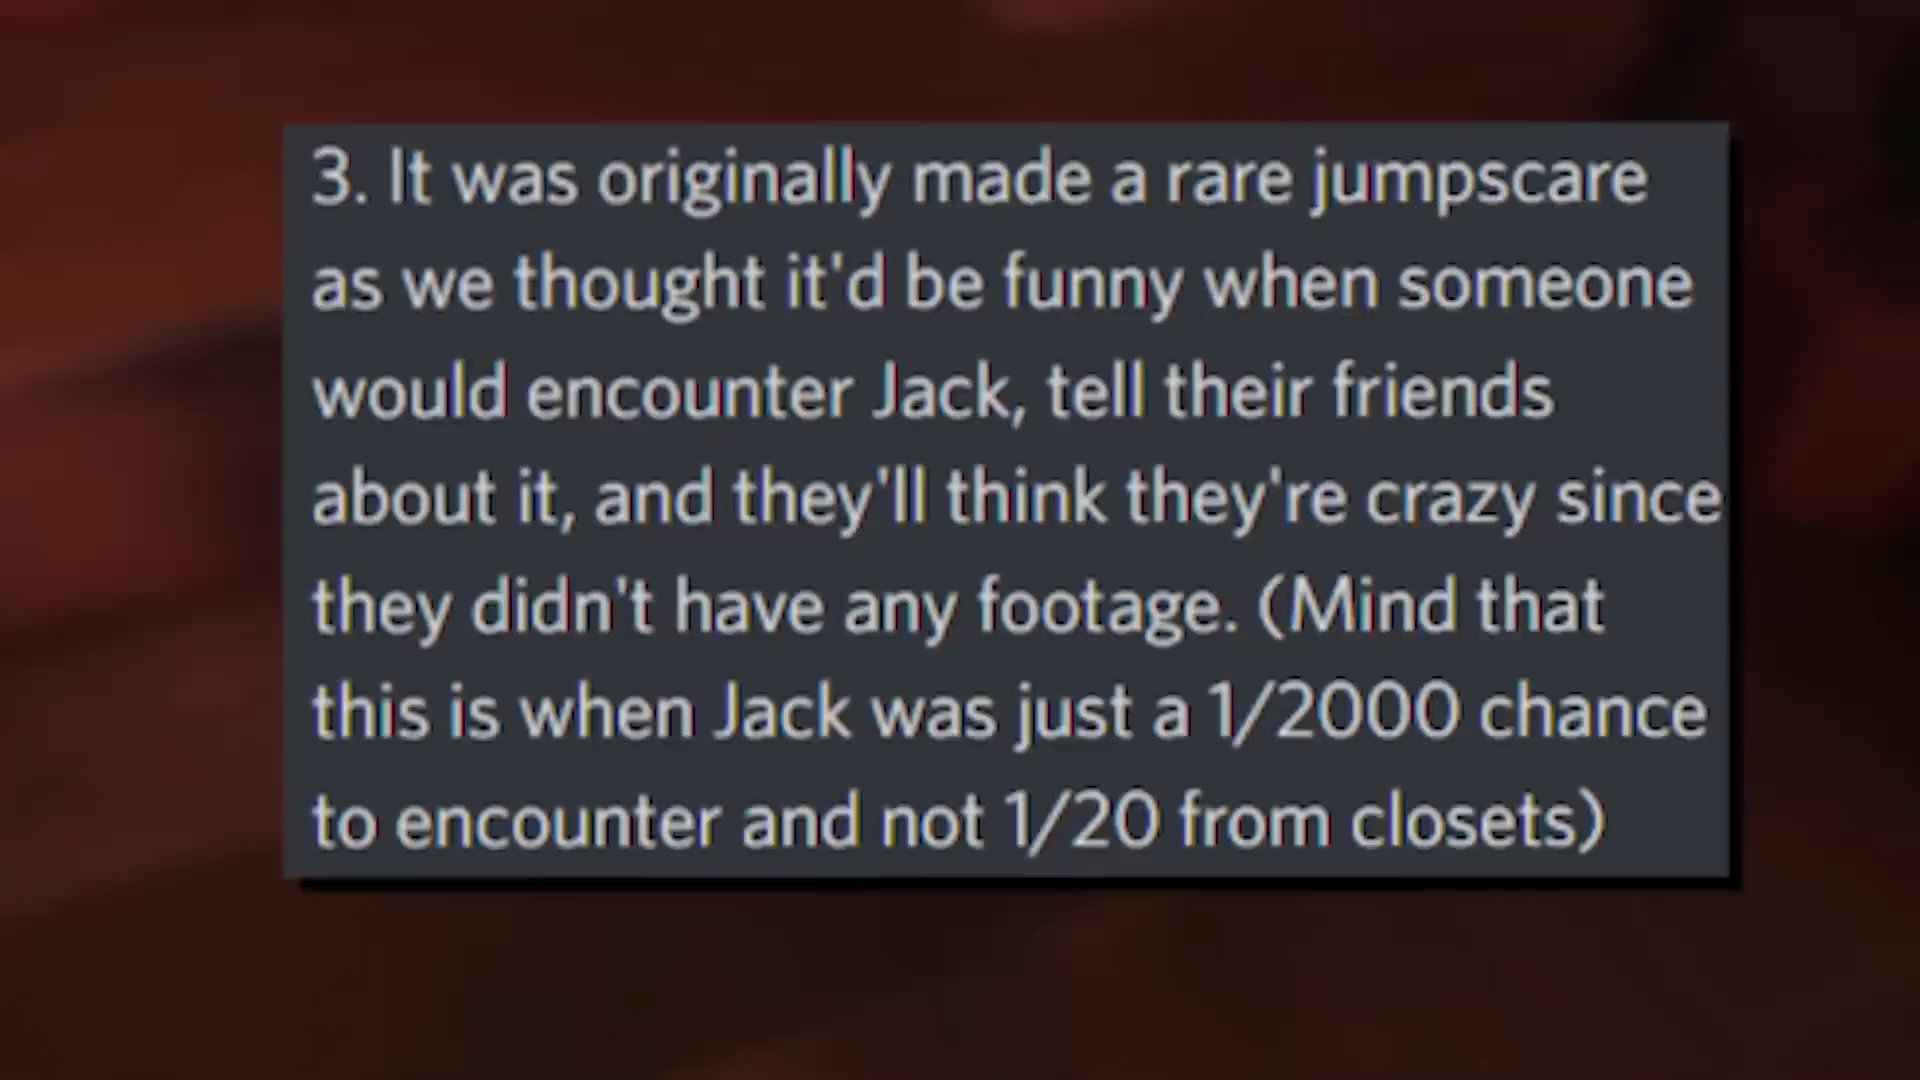 3. It was originally made a rare jumpscare
as we thought it'd be funny when someone
would encounter Jack, tell their friends
about it, and they'll think they're crazy since
they didn't have any footage. (Mind that
this is when Jack was just a 1/2000 chance
to encounter and not 1/20 from closets)